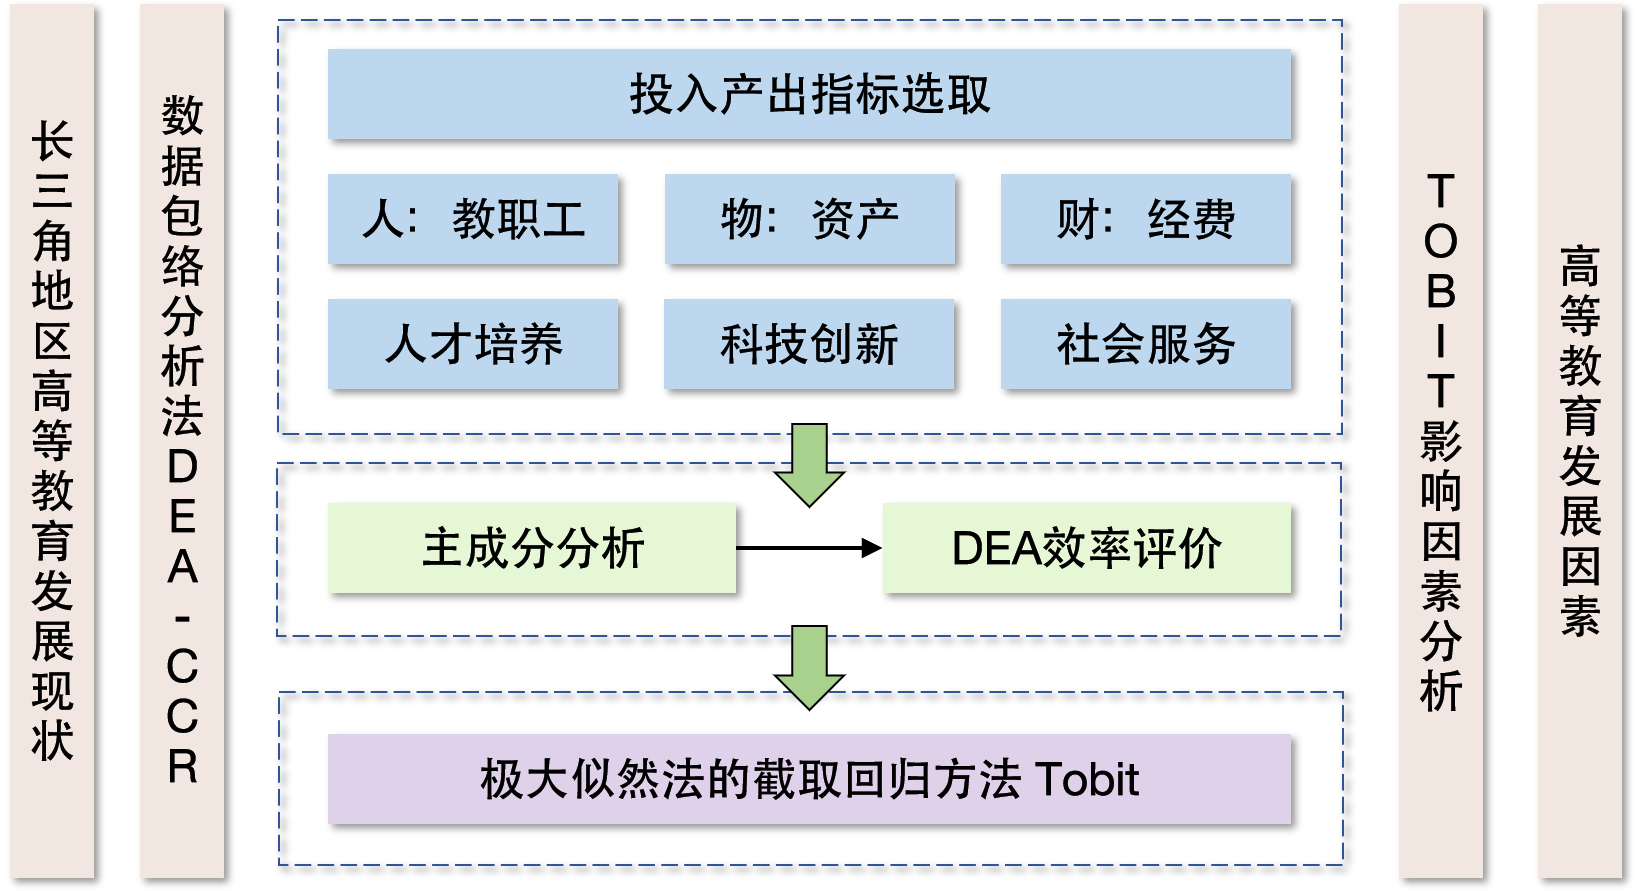 长三角地区高等教育发展现状
数据包络分析法DEA-CCR
投入产出指标选取
人：教职工
物：资产
财：经费
人才培养
科技创新
社会服务
主成分分析
DEA效率评价
极大似然法的截取回归方法 Tobit
TOBIT影响因素分析
高等教育发展因素